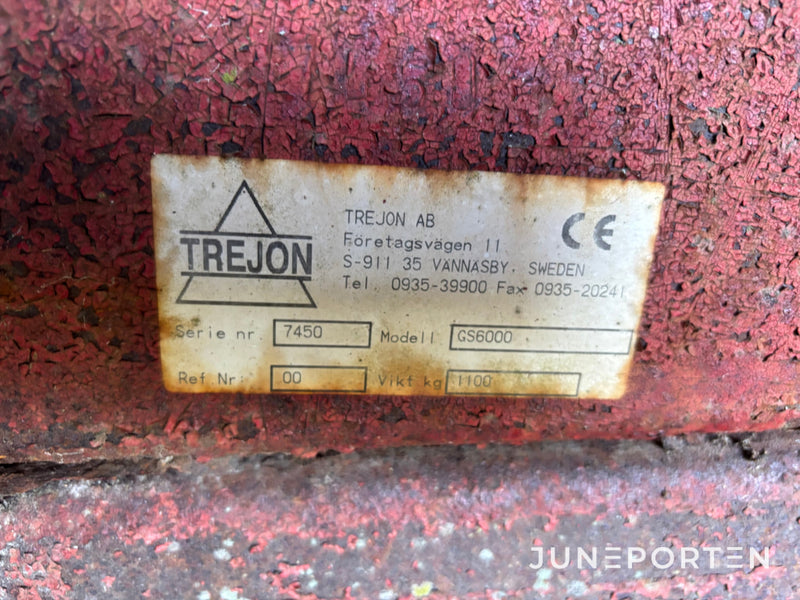 TREJON
TREJON AB
Företagsvägen 11
S-911 35 VÄNNÄSBY. SWEDEN
Tel. 0935-39900 Fax 0935-20241
CE
Serie nr. 7450 Modell GS6000
Ref Nr: 00 Vikt kg 1100
JUNEPORTEN